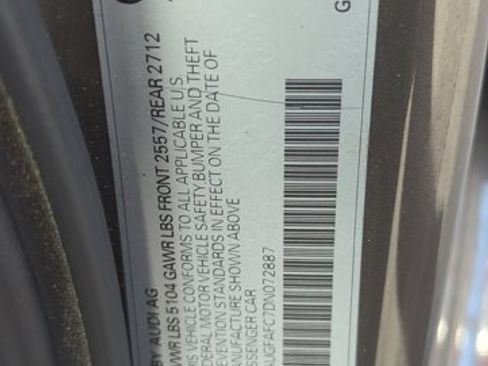 BY AUDI AG
GVWR LBS 5104 GAWR LBS FRONT 2557/REAR 2712
THIS VEHICLE CONFORMS TO ALL APPLICABLE U.S.
FEDERAL MOTOR VEHICLE SAFETY BUMPER AND THEFT
PREVENTION STANDARDS IN EFFECT ON THE DATE OF
MANUFACTURE SHOWN ABOVE
PASSENGER CAR
AUGFAFC7DN072887
G